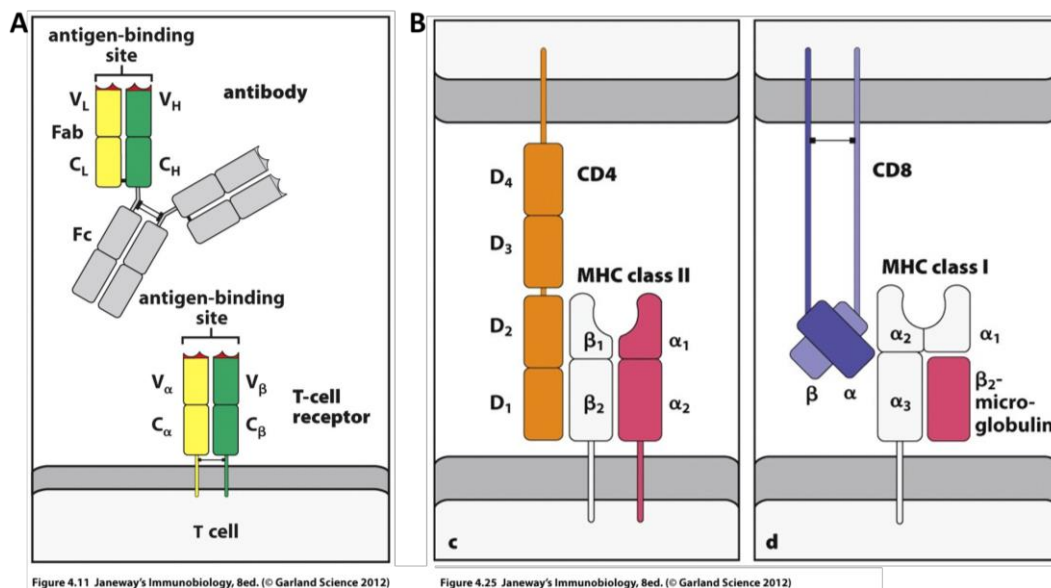 A
antigen-binding
site
VL
VH
antibody
Fab
CL
CH
Fc
antigen-binding
site
Vα
Vβ
T-cell
receptor
Cα
Cβ
T cell
Figure 4.11 Janeway's Immunobiology, 8ed. (© Garland Science 2012)
B
D4
CD4
D3
MHC class II
D2
β1
α1
D1
β2
α2
c
CD8
MHC class I
α2
α1
β
α
α3
β2-
micro-
globulin
d
Figure 4.25 Janeway's Immunobiology, 8ed. (© Garland Science 2012)